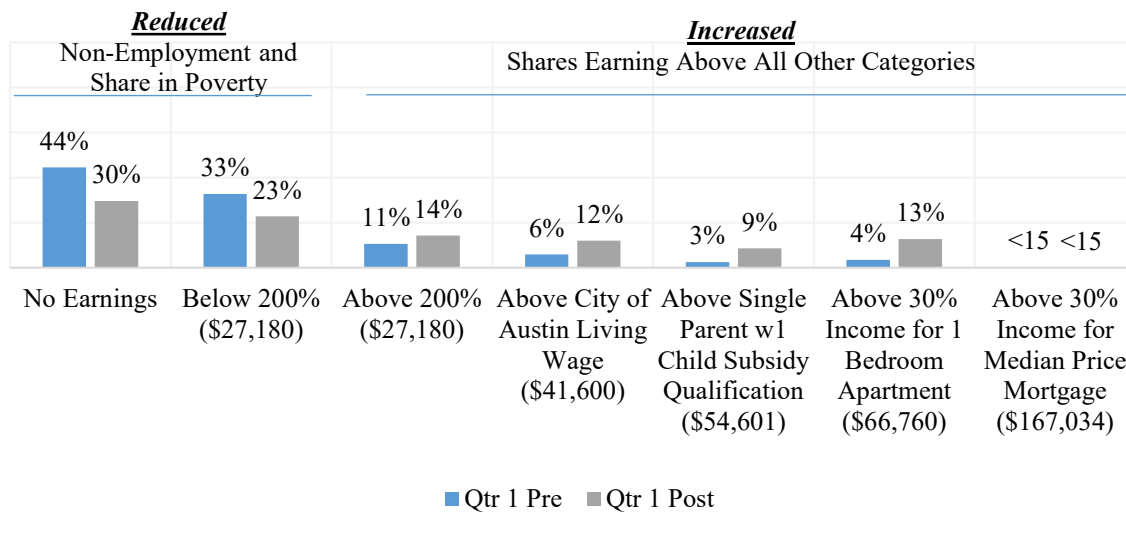 Reduced
Non-Employment and
Share in Poverty
Increased
Shares Earning Above All Other Categories
44%
30%
33%
23%
11%
14%
6%
12%
3%
9%
4%
13%
<15
<15
No Earnings
Below 200%
($27,180)
Above 200%
($27,180)
Above City of
Austin Living
Wage
($41,600)
Above Single
Parent w1
Child Subsidy
Qualification
($54,601)
Above 30%
Income for 1
Bedroom
Apartment
($66,760)
Above 30%
Income for
Median Price
Mortgage
($167,034)
Qtr 1 Pre
Qtr 1 Post